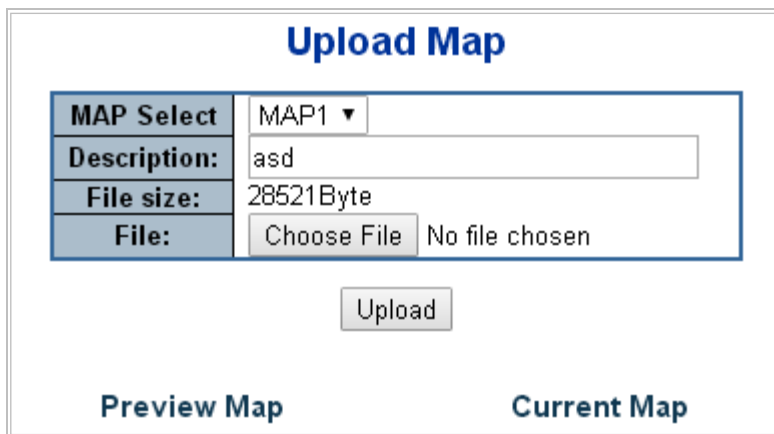 Upload Map
MAP Select MAP1
Description: asd
File size: 28521Byte
File: Choose File No file chosen
Upload
Preview Map Current Map